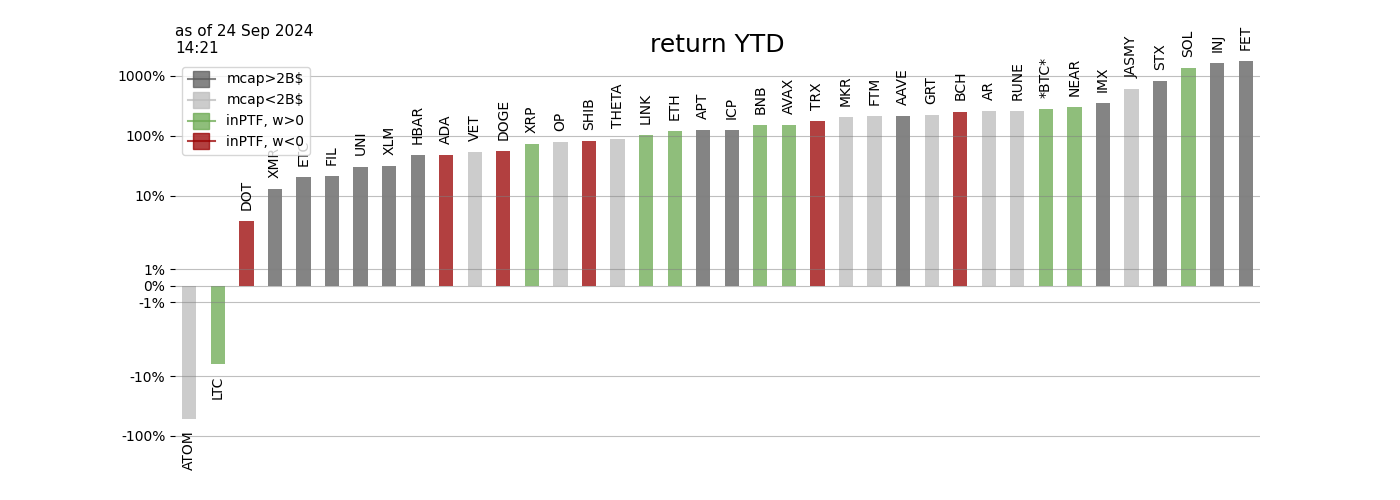 as of 24 Sep 2024
14:21
return YTD
mcap>2B$
mcap<2B$
inPTF, w>0
inPTF, w<0
1000%
100%
10%
1%
0%
-1%
-10%
-100%
ATOM
LTC
DOT
XMR
ETC
FIL
UNI
XLM
HBAR
ADA
VET
DOGE
XRP
OP
SHIB
THETA
LINK
ETH
APT
ICP
BNB
AVAX
TRX
MKR
FTM
AAVE
GRT
BCH
AR
RUNE
*BTC*
NEAR
IMX
JASMY
STX
SOL
INJ
FET